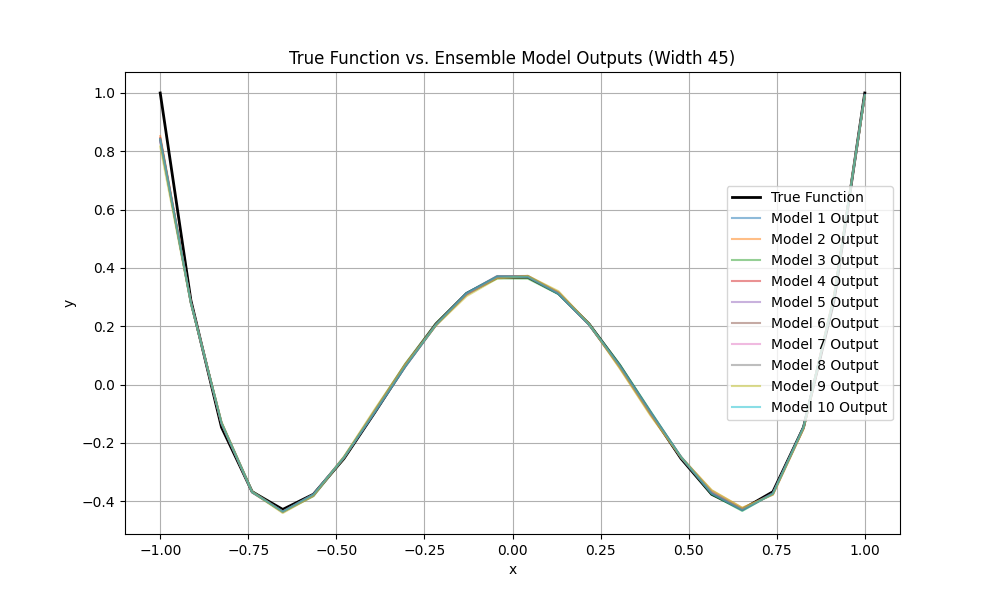 True Function vs. Ensemble Model Outputs (Width 45)
1.0
0.8
0.6
0.4
0.2
0.0
−0.2
−0.4
y
True Function
Model 1 Output
Model 2 Output
Model 3 Output
Model 4 Output
Model 5 Output
Model 6 Output
Model 7 Output
Model 8 Output
Model 9 Output
Model 10 Output
−1.00 −0.75 −0.50 −0.25 0.00 0.25 0.50 0.75 1.00
x